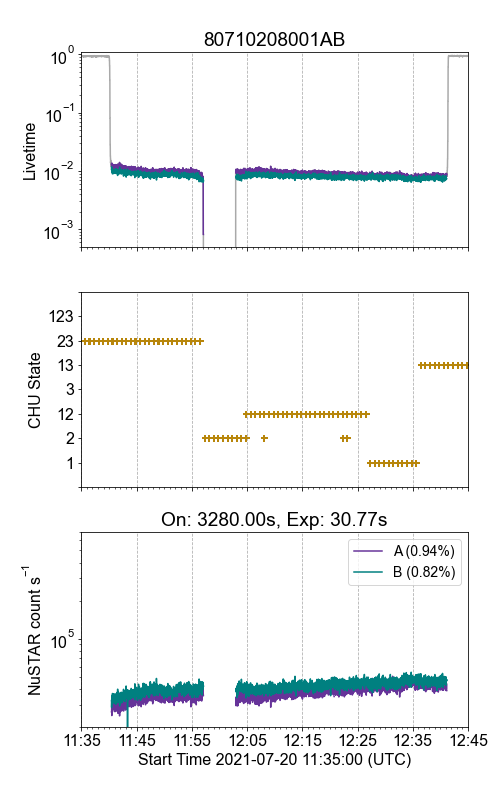 80710208001AB
Livetime
10^0
10^−1
10^−2
10^−3
CHU State
123
23
13
3
12
2
1
On: 3280.00s, Exp: 30.77s
A (0.94%)
B (0.82%)
NuSTAR count s^−1
10^5
11:35 11:45 11:55 12:05 12:15 12:25 12:35 12:45
Start Time 2021-07-20 11:35:00 (UTC)